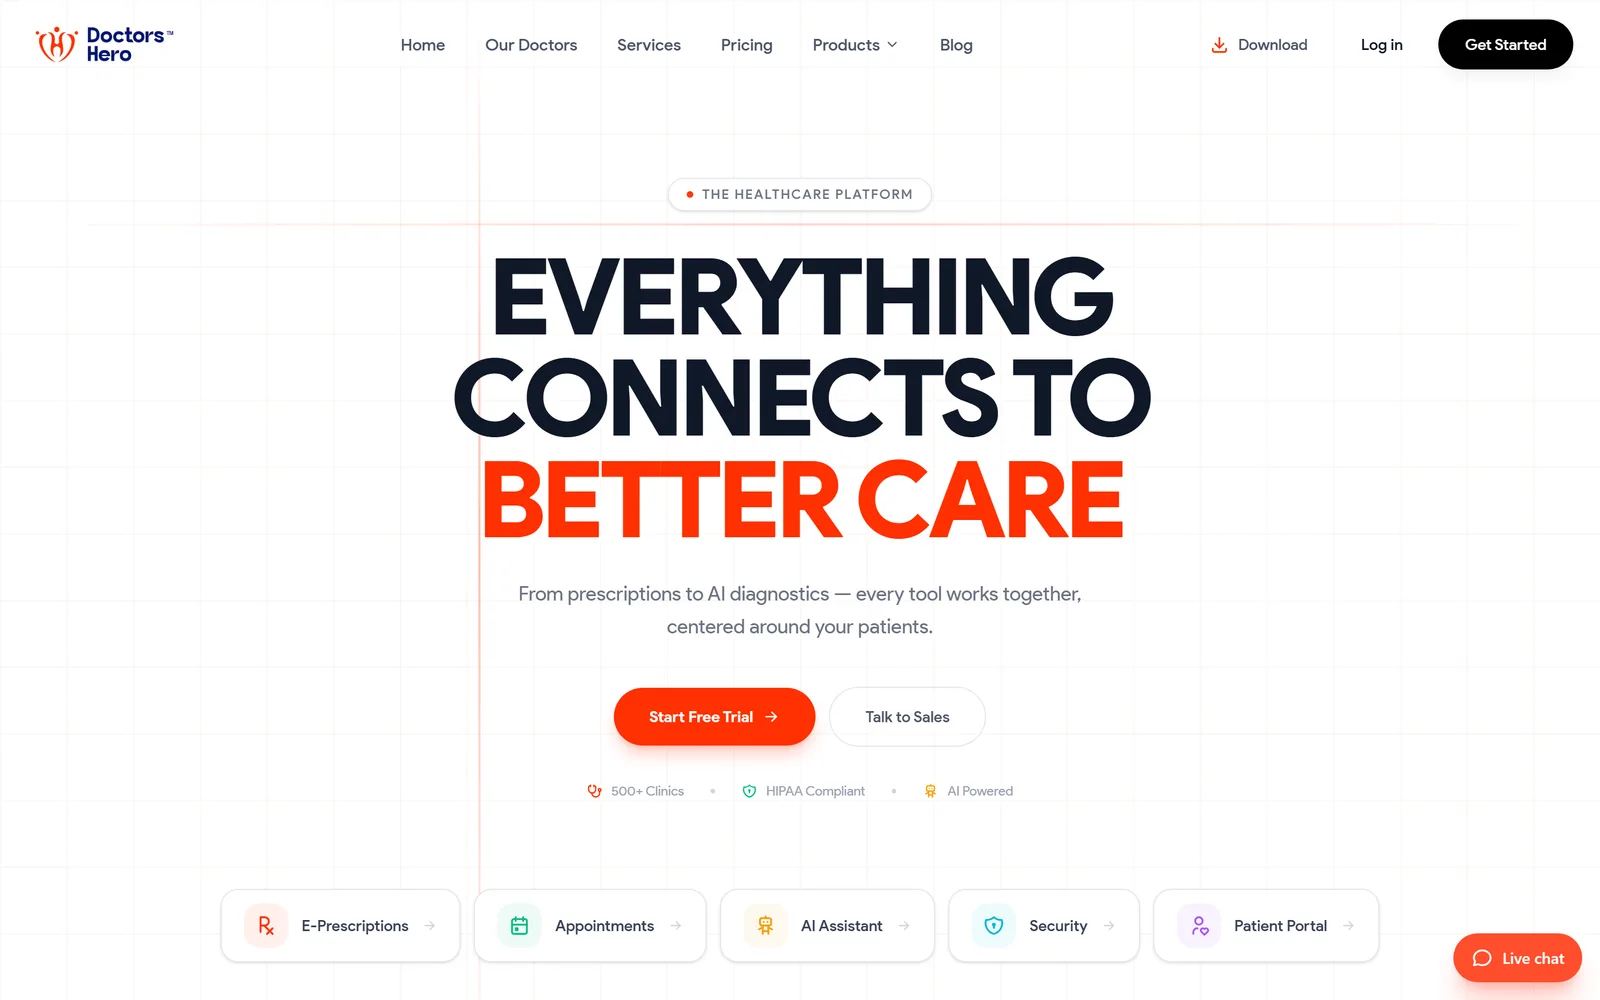 Doctors™
Hero
Home
Our Doctors
Services
Pricing
Products
Blog
Download
Log in
Get Started
THE HEALTHCARE PLATFORM
EVERYTHING
CONNECTS TO
BETTER CARE
From prescriptions to AI diagnostics — every tool works together,
centered around your patients.
Start Free Trial →
Talk to Sales
500+ Clinics
HIPAA Compliant
AI Powered
E-Prescriptions →
Appointments →
AI Assistant →
Security →
Patient Portal →
Live chat